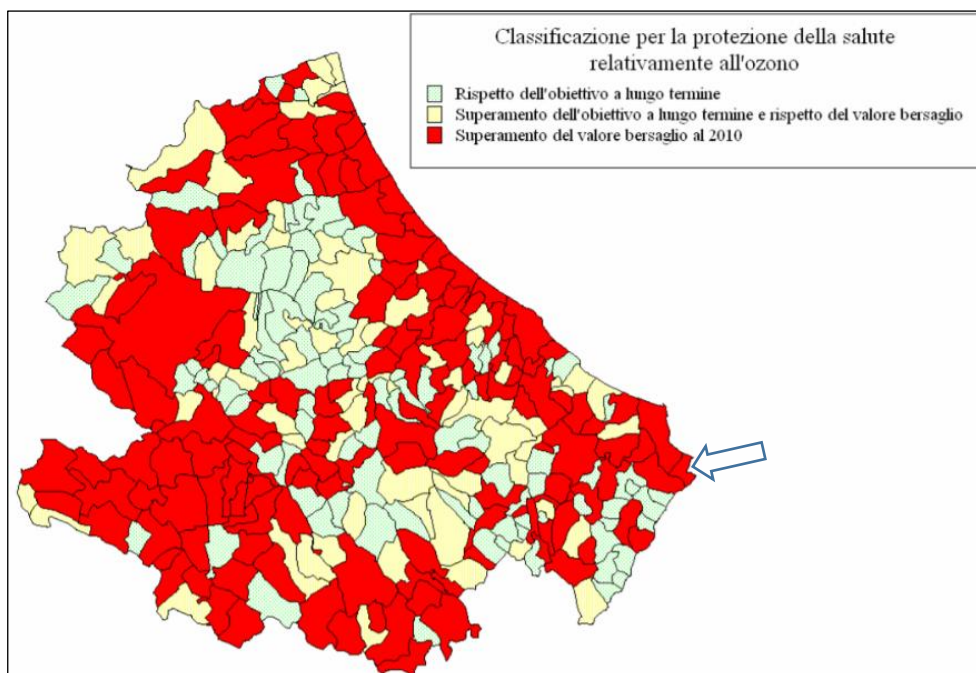 Classificazione per la protezione della salute
relativamente all'ozono
Rispetto dell'obiettivo a lungo termine
Superamento dell'obiettivo a lungo termine e rispetto del valore bersaglio
Superamento del valore bersaglio al 2010